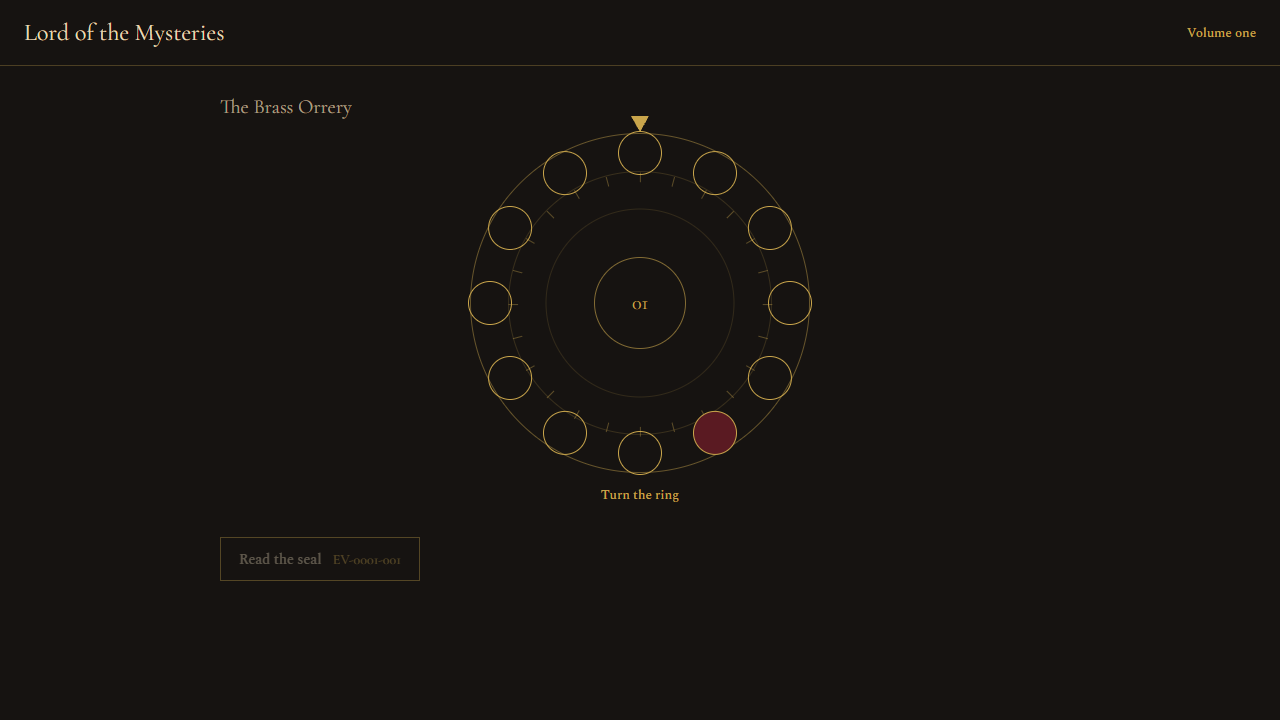 Lord of the Mysteries
Volume one
The Brass Orrery
01
Turn the ring
Read the seal EV-0001-001